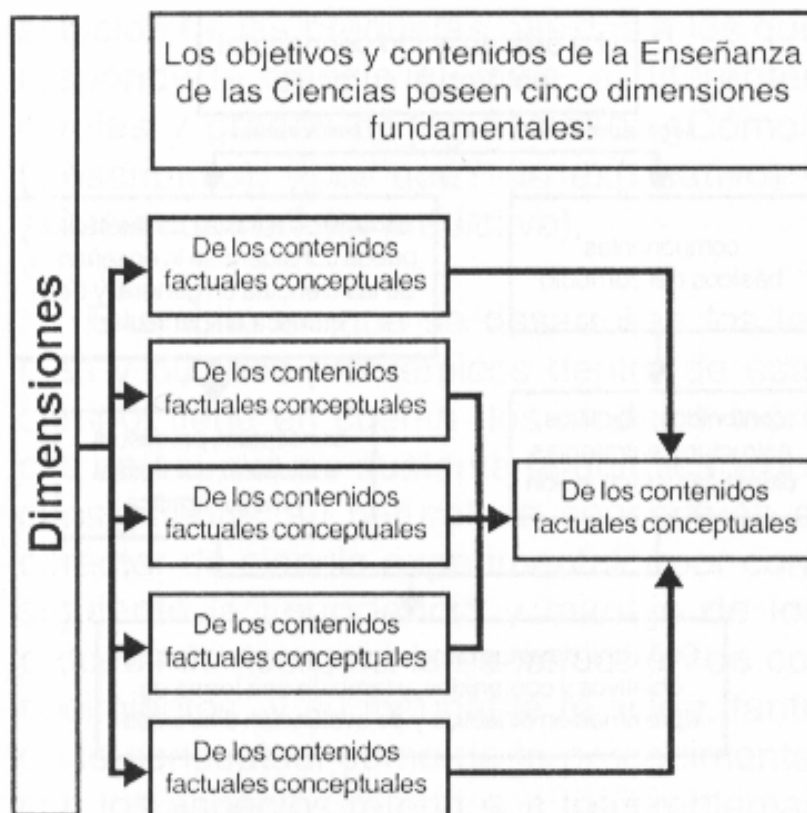 Los objetivos y contenidos de la Enseñanza
de las Ciencias poseen cinco dimensiones
fundamentales:
Dimensiones
De los contenidos
factuales conceptuales
De los contenidos
factuales conceptuales
De los contenidos
factuales conceptuales
De los contenidos
factuales conceptuales
De los contenidos
factuales conceptuales
De los contenidos
factuales conceptuales